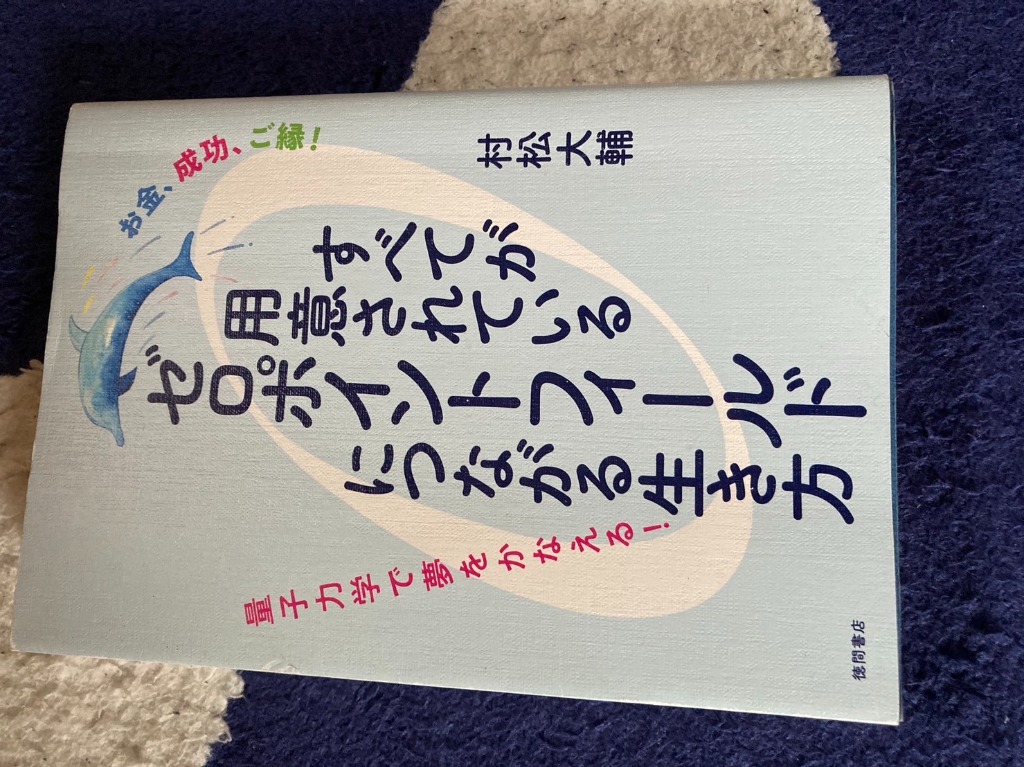 お金、成功、ご縁！
すべてが
用意されている
ゼロポイントフィールド
につながる生き方
量子力学で夢をかなえる！
村松大輔
徳間書店